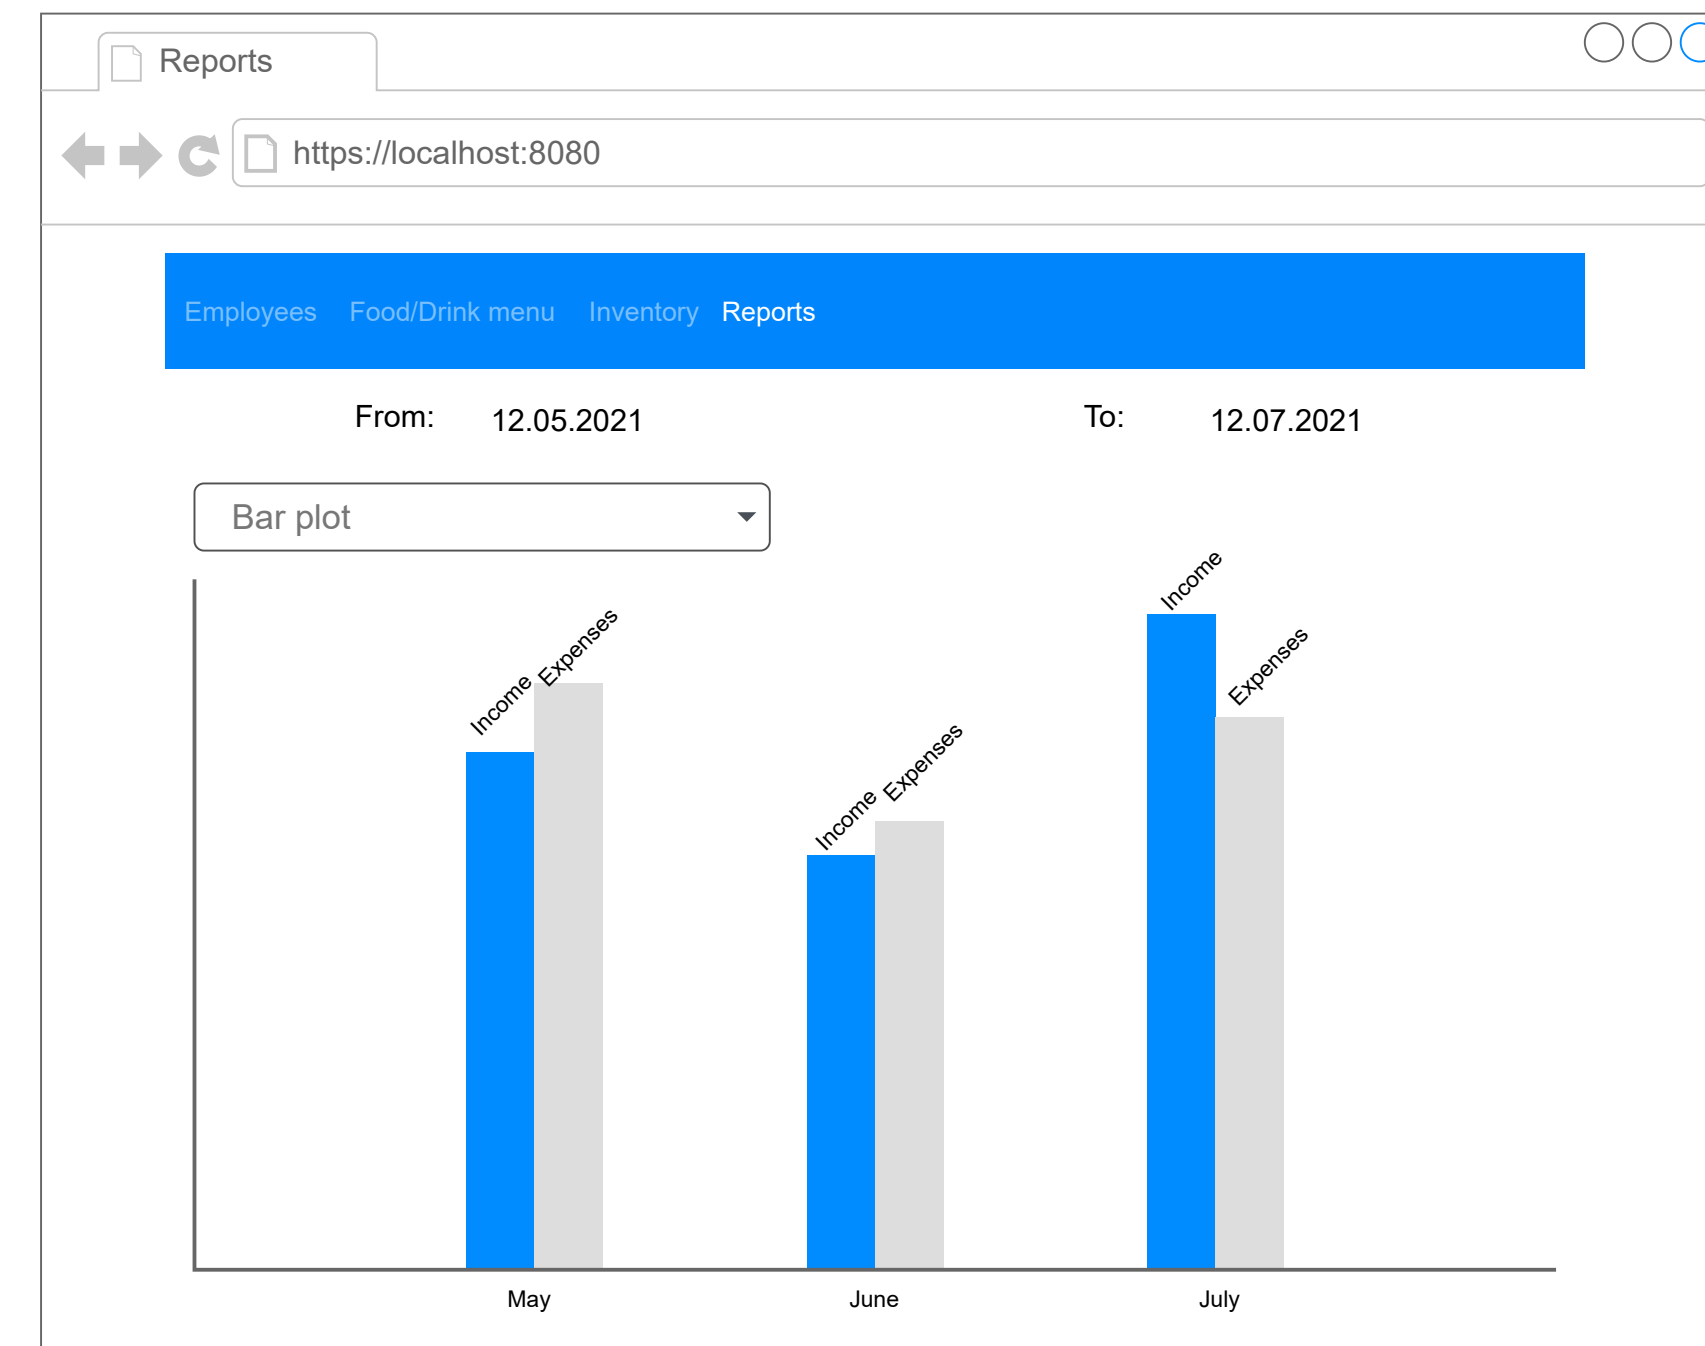 Reports
https://localhost:8080
Employees Food/Drink menu Inventory Reports
From: 12.05.2021 To: 12.07.2021
Bar plot
Income Expenses Income Expenses Income Expenses
May June July